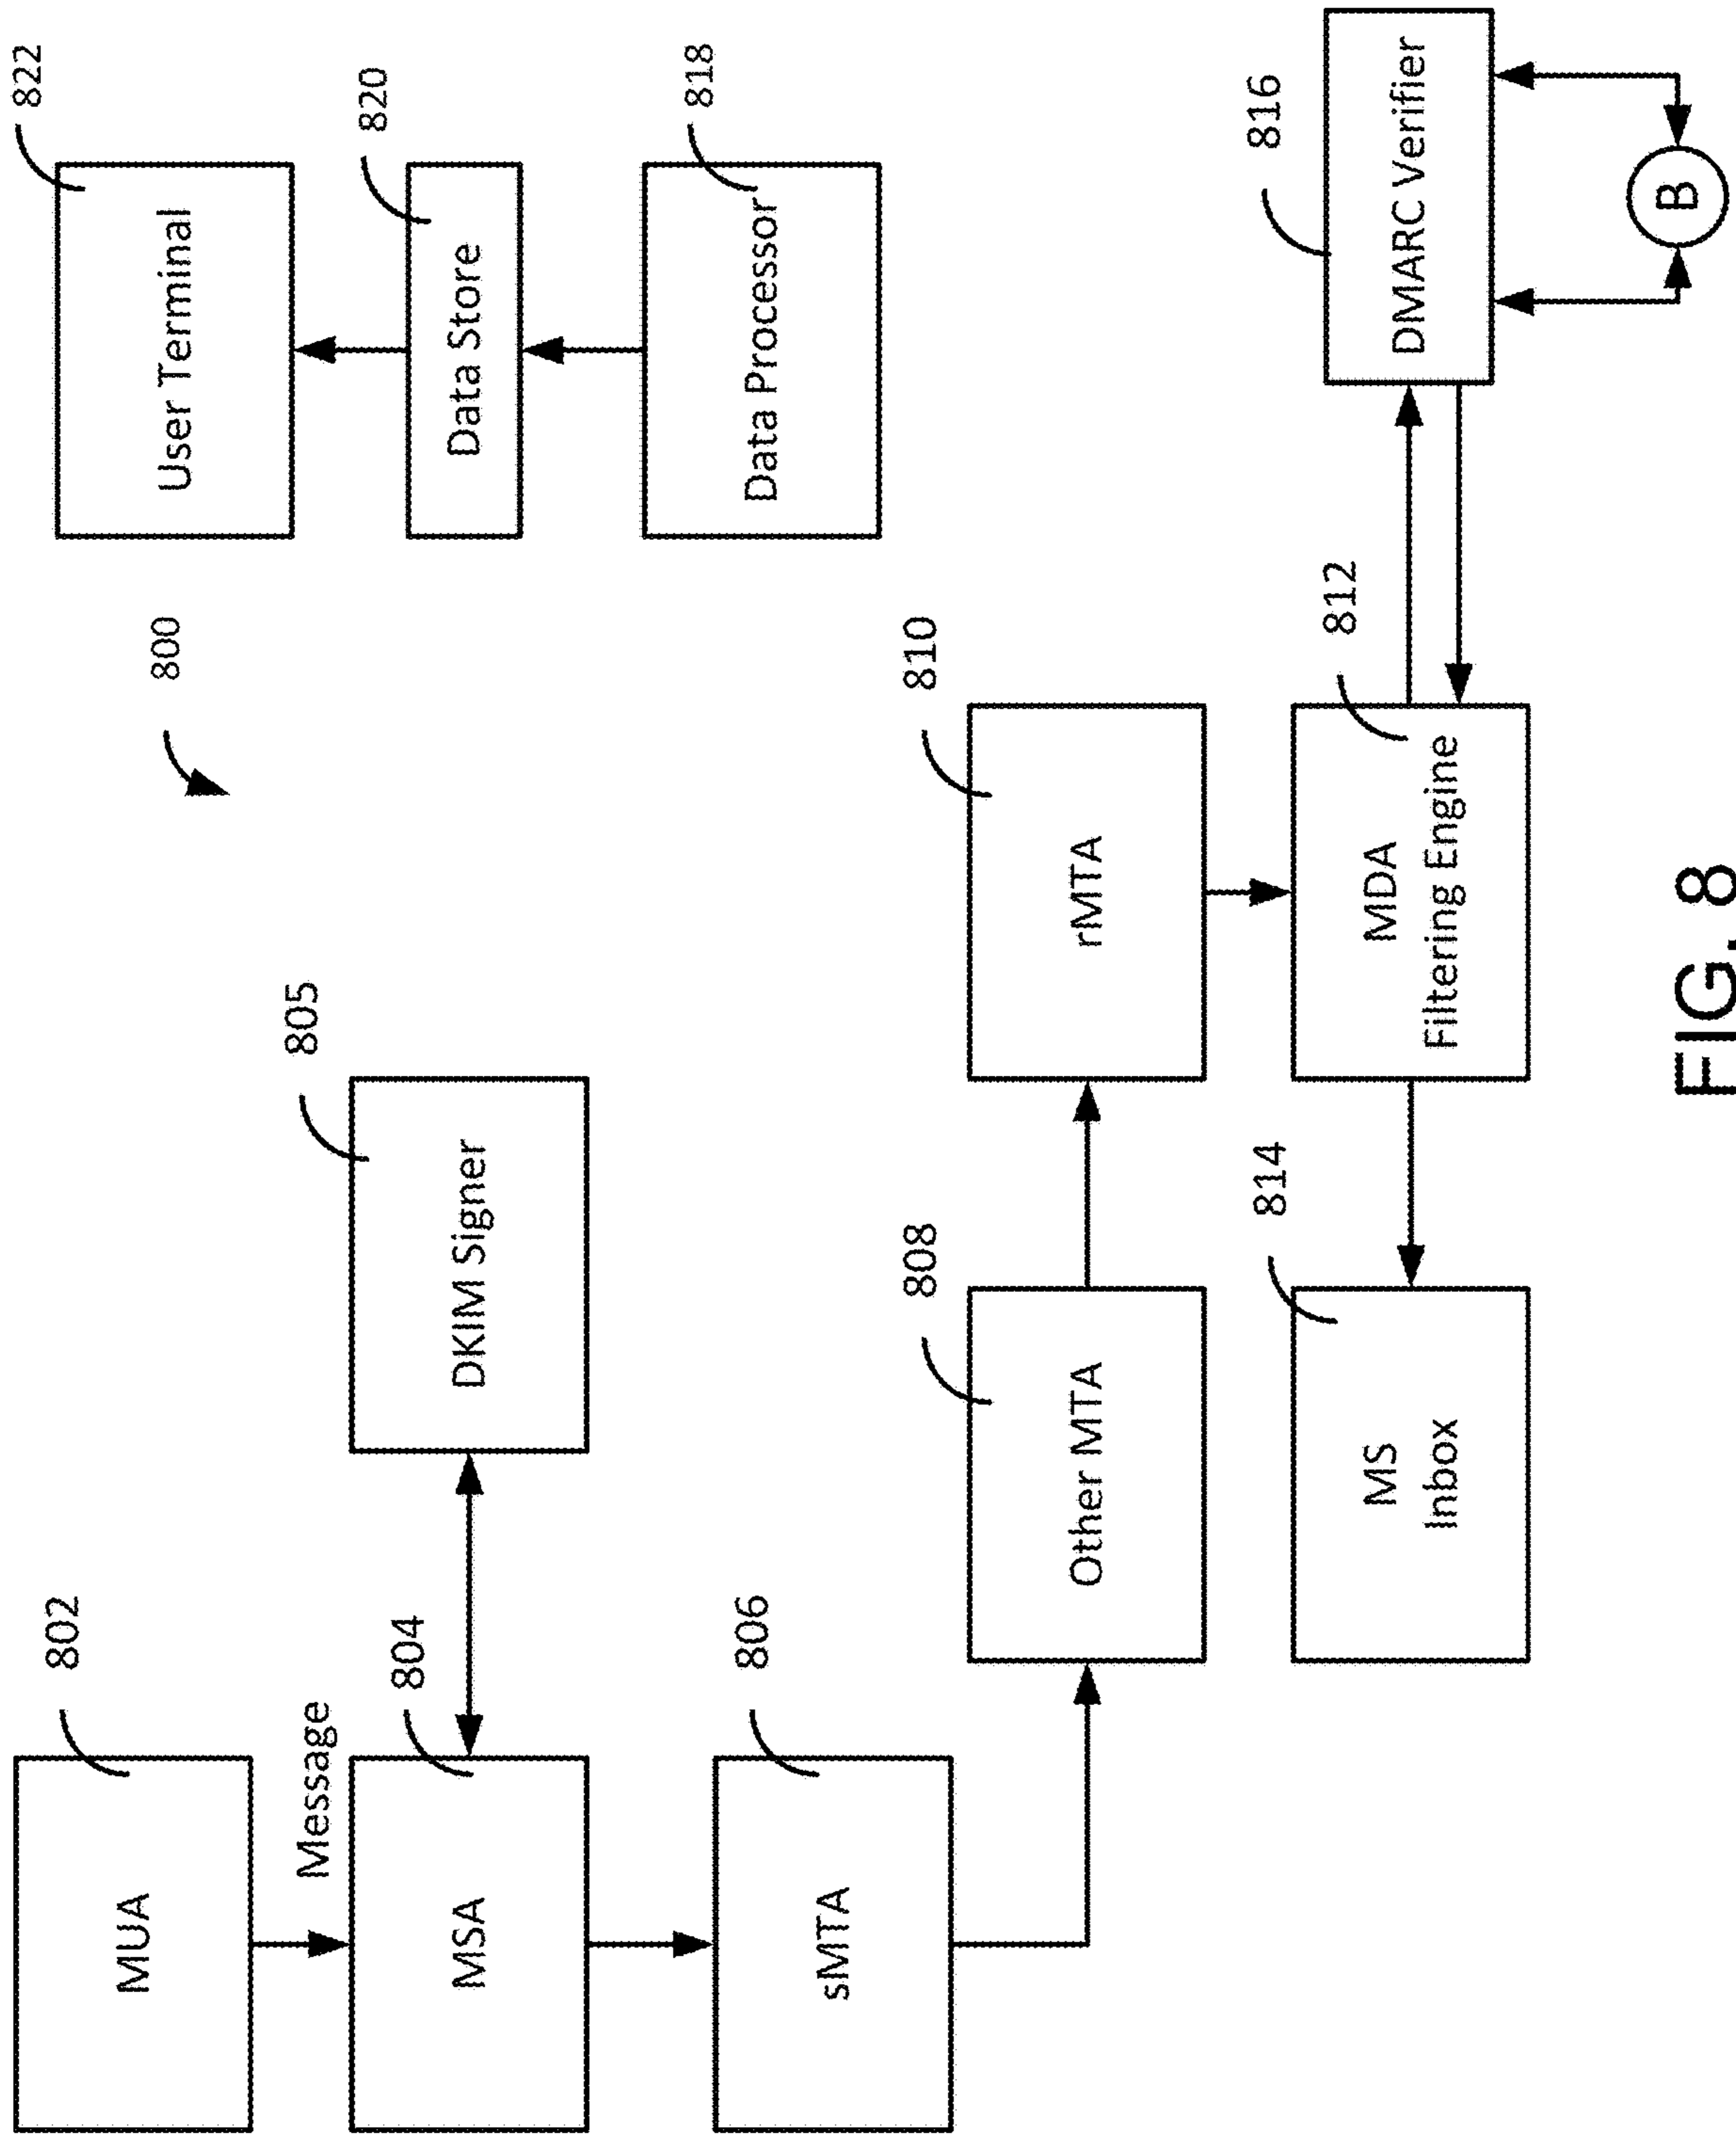 800
802
MUA
Message
804
MSA
805
DKIM Signer
806
sMTA
808
Other MTA
810
rMTA
812
MDA
Filtering Engine
814
MS
Inbox
816
DMARC Verifier
B
818
Data Processor
820
Data Store
822
User Terminal
FIG. 8